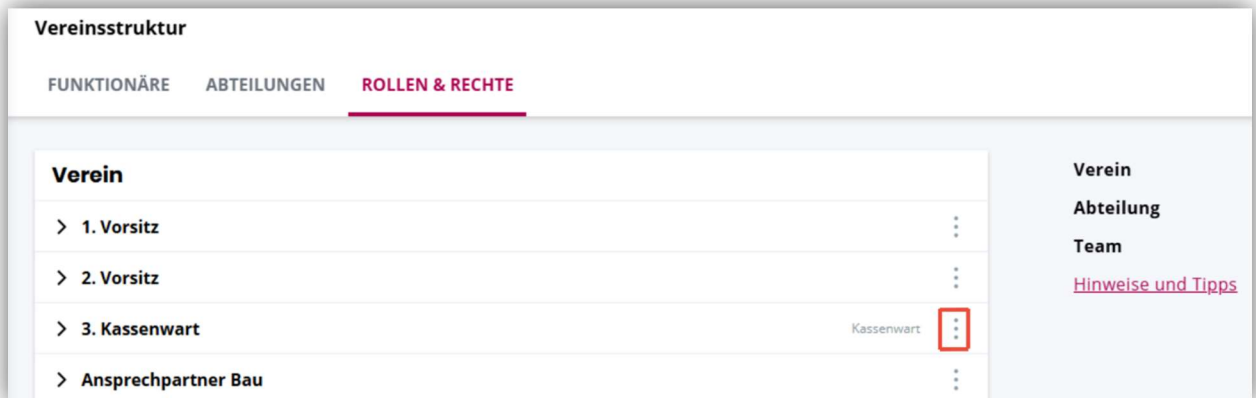 Vereinsstruktur
FUNKTIONÄRE ABTEILUNGEN ROLLEN & RECHTE
Verein
1. Vorsitz
2. Vorsitz
3. Kassenwart Kassenwart
Ansprechpartner Bau
Verein
Abteilung
Team
Hinweise und Tipps